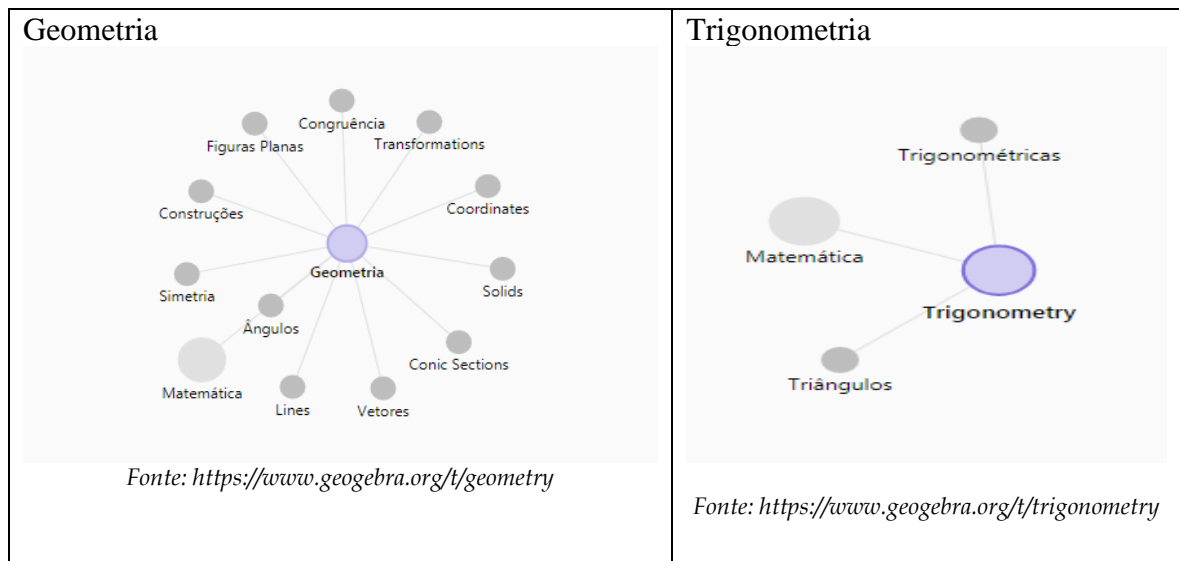 Geometria
Congruência
Figuras Planas
Transformations
Construções
Coordinates
Geometria
Simetria
Solids
Ângulos
Conic Sections
Matemática
Lines
Vetores
Fonte: https://www.geogebra.org/t/geometry
Trigonometria
Trigonométricas
Matemática
Trigonometry
Triângulos
Fonte: https://www.geogebra.org/t/trigonometry